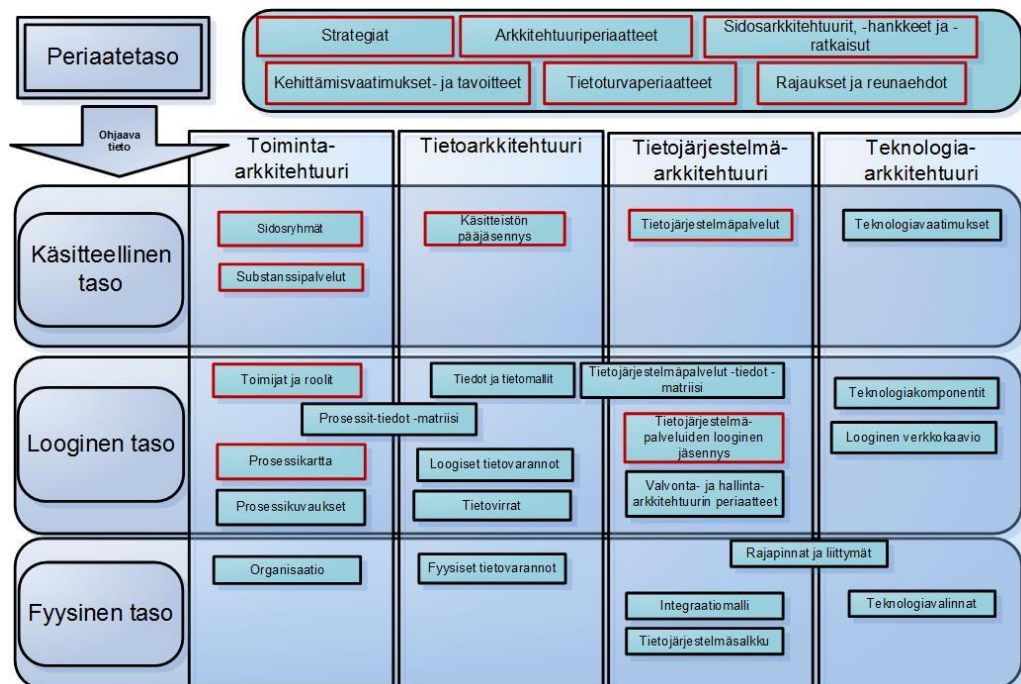 Periaatetaso
Strategiat
Arkkitehtuuriperiaatteet
Sidosarkkitehtuurit, -hankkeet ja -
ratkaisut
Kehittämisvaatimukset- ja tavoitteet
Tietoturvaperiaatteet
Rajaukset ja reunaehdot
Ohjaava
tieto
Toiminta-
arkkitehtuuri
Tietoarkkitehtuuri
Tietojärjestelmä-
arkkitehtuuri
Teknologia-
arkkitehtuuri
Käsitteellinen
taso
Sidosryhmät
Substanssipalvelut
Käsitteistön
pääjäsennys
Tietojärjestelmäpalvelut
Teknologiavaatimukset
Looginen taso
Toimijat ja roolit
Tiedot ja tietomallit
Tietojärjestelmäpalvelut -tiedot -
matriisi
Teknologiakomponentit
Prosessit-tiedot -matriisi
Tietojärjestelmä-
palveluiden looginen
jäsennys
Looginen verkkokaavio
Prosessikartta
Loogiset tietovarannot
Valvonta- ja hallinta-
arkkitehtuurin periaatteet
Prosessikuvaukset
Tietovirrat
Fyysinen taso
Rajapinnat ja liittymät
Organisaatio
Fyysiset tietovarannot
Integraatiomalli
Teknologiavalinnat
Tietojärjestelmäsalkku